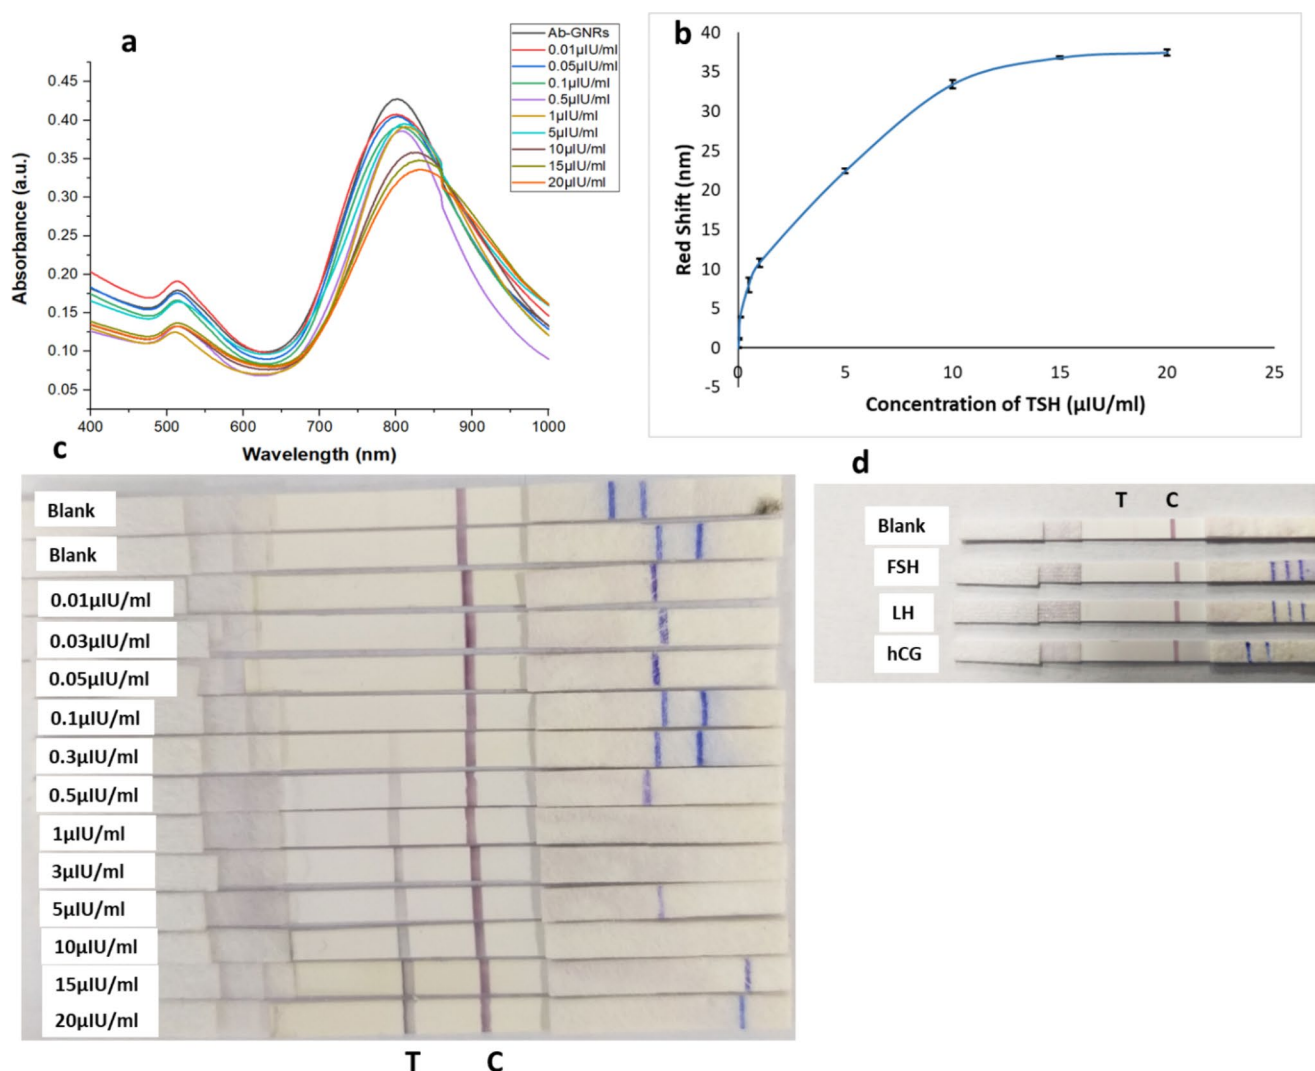 a
Ab-GNRs
0.01µIU/ml
0.05µIU/ml
0.1µIU/ml
0.5µIU/ml
1µIU/ml
5µIU/ml
10µIU/ml
15µIU/ml
20µIU/ml
0.45
0.40
0.35
0.30
0.25
0.20
0.15
0.10
0.05
Absorbance (a.u.)
400 500 600 700 800 900 1000
Wavelength (nm)
b
40
35
30
25
20
15
10
5
0
-5
Red Shift (nm)
0 5 10 15 20 25
Concentration of TSH (µIU/ml)
c
Blank
Blank
0.01µIU/ml
0.03µIU/ml
0.05µIU/ml
0.1µIU/ml
0.3µIU/ml
0.5µIU/ml
1µIU/ml
3µIU/ml
5µIU/ml
10µIU/ml
15µIU/ml
20µIU/ml
T C
d
T C
Blank
FSH
LH
hCG